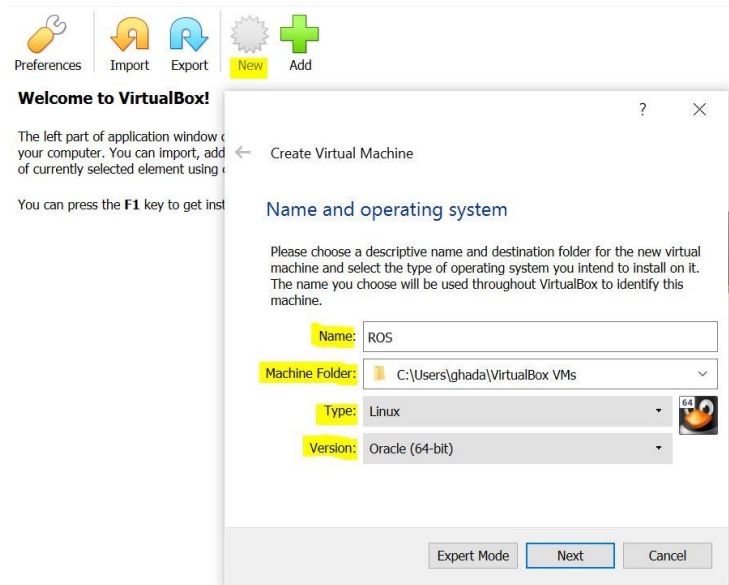 Preferences Import Export New Add
Welcome to VirtualBox!
The left part of application window
your computer. You can import, add
of currently selected element using
You can press the F1 key to get inst
?
Create Virtual Machine
Name and operating system
Please choose a descriptive name and destination folder for the new virtual
machine and select the type of operating system you intend to install on it.
The name you choose will be used throughout VirtualBox to identify this
machine.
Name: ROS
Machine Folder: C:\Users\ghada\VirtualBox VMs
Type: Linux
64
Version: Oracle (64-bit)
Expert Mode Next Cancel